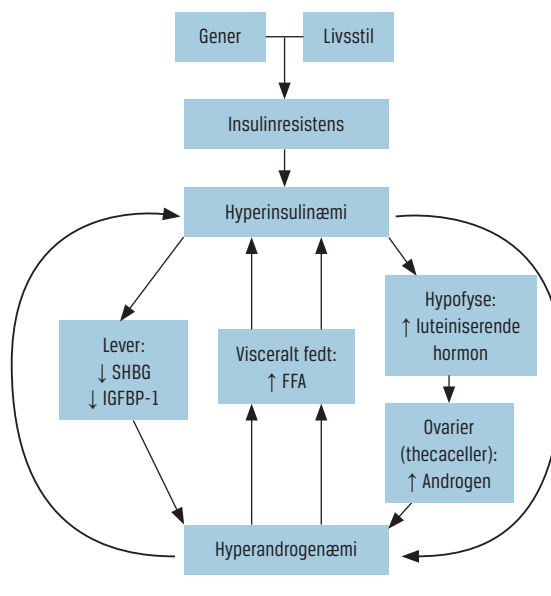 Gener
Livsstil
Insulinresistens
Hyperinsulinæmi
Hypofyse:
↑ luteiniserende
hormon
Lever:
↓ SHBG
↓ IGFBP-1
Visceralt fedt:
↑ FFA
Ovarier
(thecaceller):
↑ Androgen
Hyperandrogenæmi